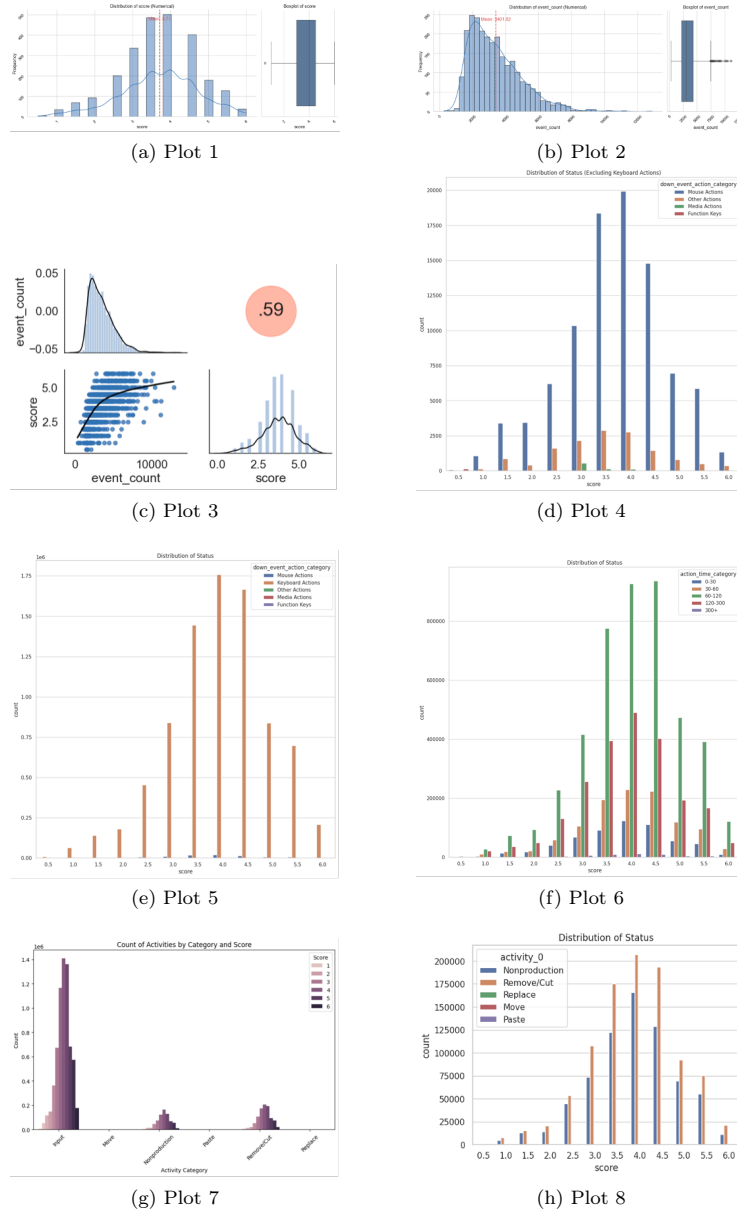 Distribution of score (Numerical)
Boxplot of score
Frequency
score
score
(a) Plot 1
Distribution of event_count (Numerical)
Boxplot of event_count
Frequency
event_count
event_count
(b) Plot 2
event_count
0.05
0.00
−0.05
.59
score
5.0
2.5
0
10000
event_count
0.0
2.5
5.0
score
(c) Plot 3
Distribution of Status (Excluding Keyboard Actions)
down_event_action_category
Mouse Actions
Other Actions
Media Actions
Function Keys
20000
17500
15000
12500
10000
7500
5000
2500
0
count
0.5 1.0 1.5 2.0 2.5 3.0 3.5 4.0 4.5 5.0 5.5 6.0
score
(d) Plot 4
Distribution of Status
1e6
down_event_action_category
Mouse Actions
Keyboard Actions
Other Actions
Media Actions
Function Keys
1.75
1.50
1.25
1.00
0.75
0.50
0.25
0.00
count
0.5 1.0 1.5 2.0 2.5 3.0 3.5 4.0 4.5 5.0 5.5 6.0
score
(e) Plot 5
Distribution of Status
action_time_category
0-30
30-60
60-120
120-300
300+
800000
600000
400000
200000
0
count
0.5 1.0 1.5 2.0 2.5 3.0 3.5 4.0 4.5 5.0 5.5 6.0
score
(f) Plot 6
Count of Activities by Category and Score
1e6
Score
1
2
3
4
5
6
1.4
1.2
1.0
0.8
0.6
0.4
0.2
0.0
Count
Input
Move
Nonproduction
Paste
Remove/Cut
Replace
Activity Category
(g) Plot 7
Distribution of Status
activity_0
Nonproduction
Remove/Cut
Replace
Move
Paste
200000
175000
150000
125000
100000
75000
50000
25000
0
count
0.5 1.0 1.5 2.0 2.5 3.0 3.5 4.0 4.5 5.0 5.5 6.0
score
(h) Plot 8